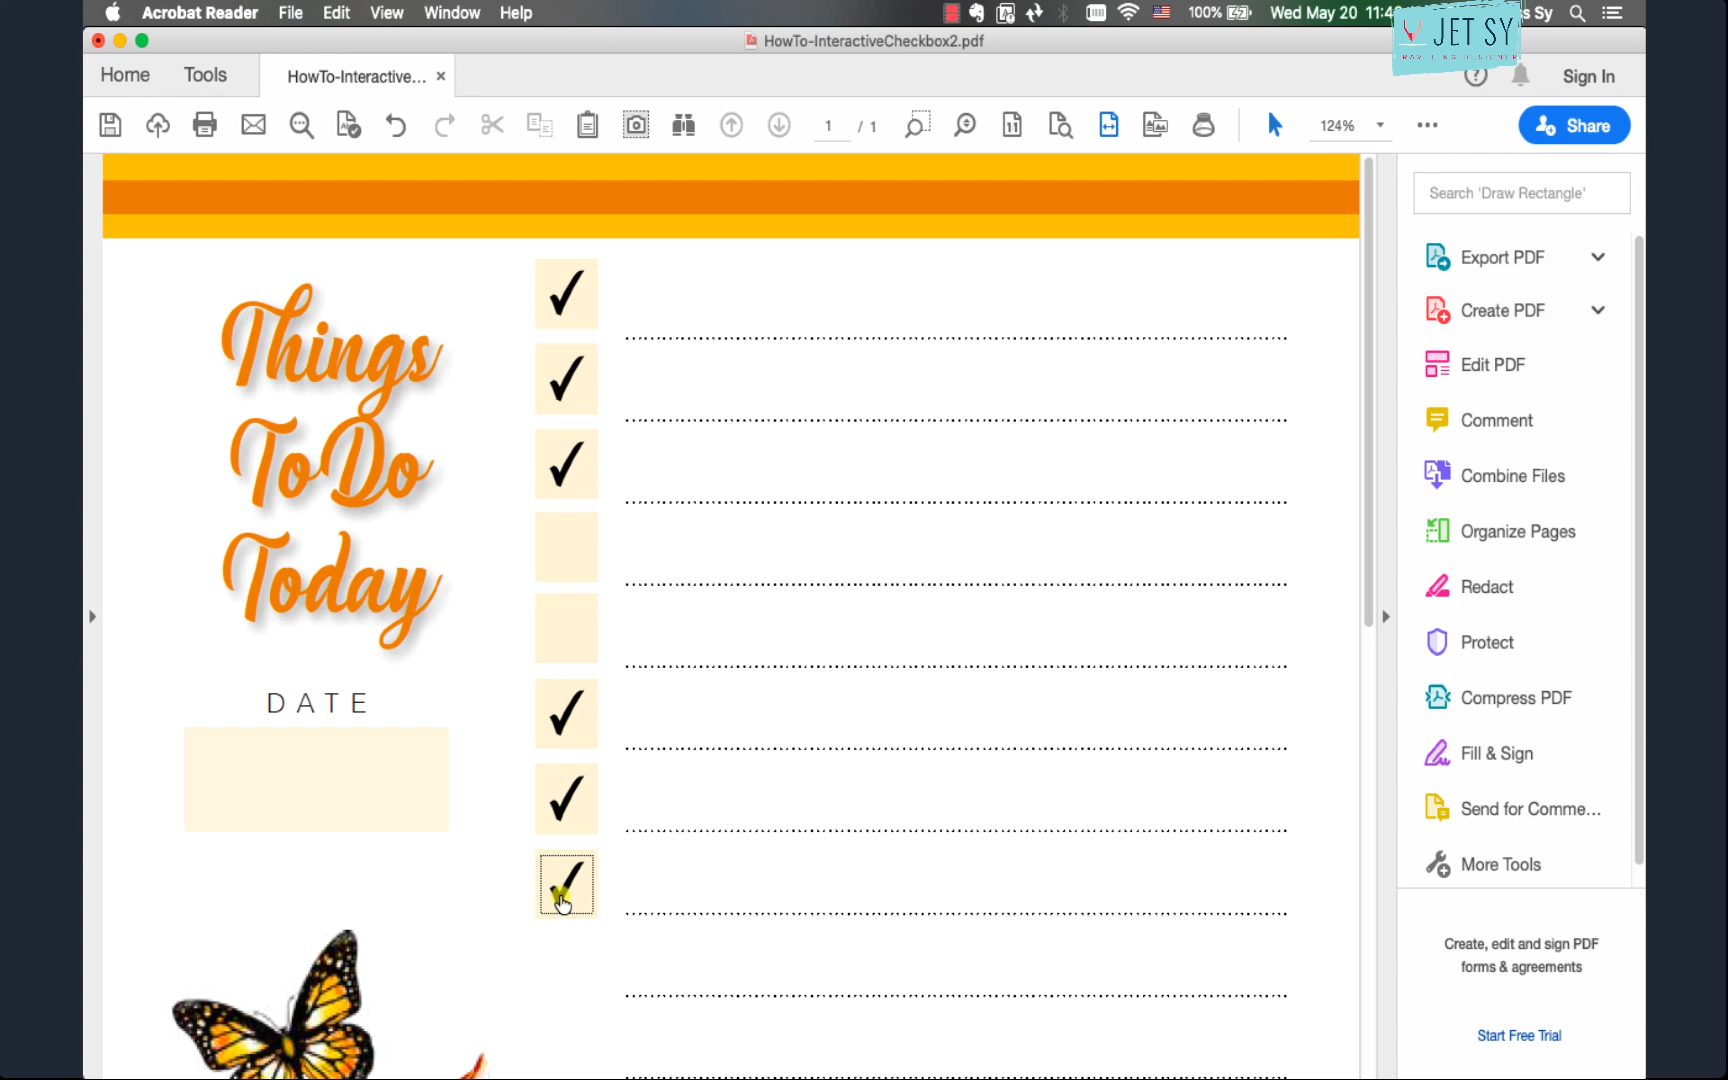 Acrobat Reader File Edit View Window Help 100% Wed May 20 11:4 s Sy
JET SY
HowTo-InteractiveCheckbox2.pdf
Home Tools HowTo-Interactive... × Sign In
1 / 1 124% Share
Search 'Draw Rectangle'
Export PDF
Create PDF
Edit PDF
Comment
Combine Files
Organize Pages
Redact
Protect
Compress PDF
Fill & Sign
Send for Comme...
More Tools
Create, edit and sign PDF
forms & agreements
Start Free Trial
Things
To Do
Today
DATE